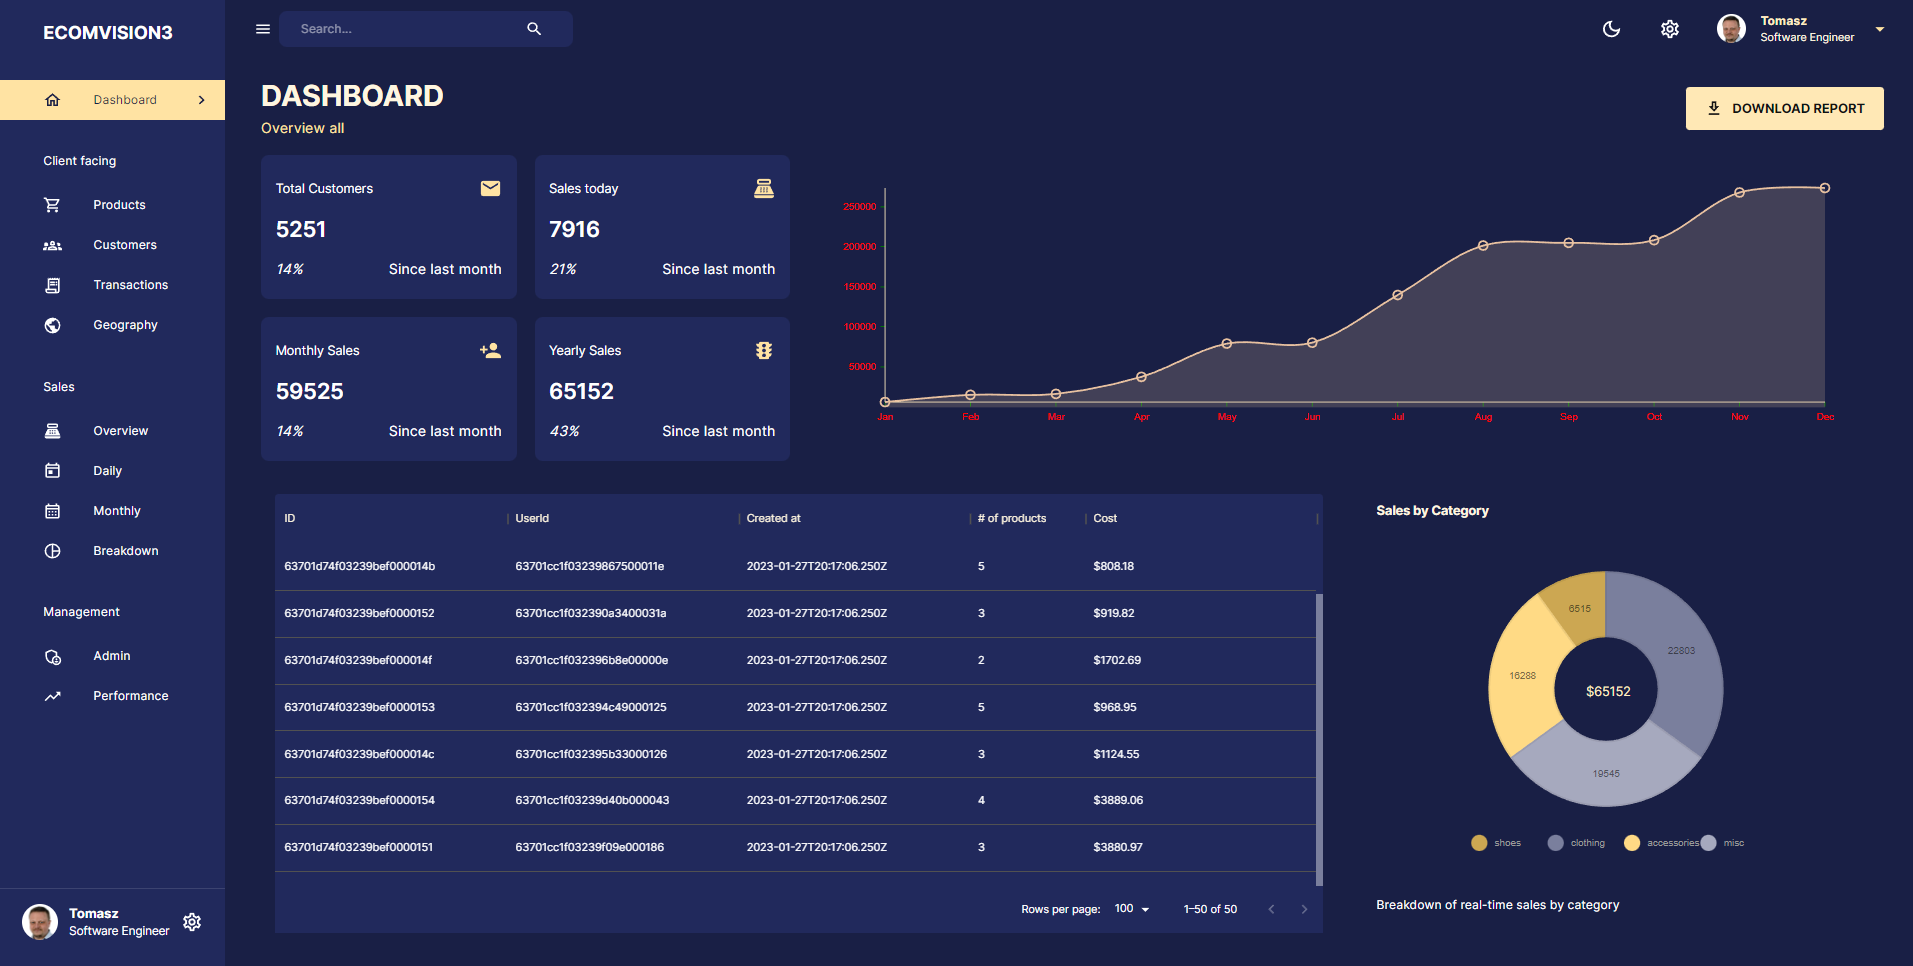 ECOMVISION3
Search...
Tomasz
Software Engineer
Dashboard
Client facing
Products
Customers
Transactions
Geography
Sales
Overview
Daily
Monthly
Breakdown
Management
Admin
Performance
Tomasz
Software Engineer
DASHBOARD
Overview all
DOWNLOAD REPORT
Total Customers
5251
14% Since last month
Sales today
7916
21% Since last month
Monthly Sales
59525
14% Since last month
Yearly Sales
65152
43% Since last month
250000
200000
150000
100000
50000
Jan Feb Mar Apr May Jun Jul Aug Sep Oct Nov Dec
ID UserId Created at # of products Cost
63701d74f03239bef000014b 63701cc1f03239867500011e 2023-01-27T20:17:06.250Z 5 $808.18
63701d74f03239bef0000152 63701cc1f032390a3400031a 2023-01-27T20:17:06.250Z 3 $919.82
63701d74f03239bef000014f 63701cc1f032396b8e00000e 2023-01-27T20:17:06.250Z 2 $1702.69
63701d74f03239bef0000153 63701cc1f032394c49000125 2023-01-27T20:17:06.250Z 5 $968.95
63701d74f03239bef000014c 63701cc1f032395b33000126 2023-01-27T20:17:06.250Z 3 $1124.55
63701d74f03239bef0000154 63701cc1f03239d40b000043 2023-01-27T20:17:06.250Z 4 $3889.06
63701d74f03239bef0000151 63701cc1f03239f09e000186 2023-01-27T20:17:06.250Z 3 $3880.97
Rows per page: 100 1–50 of 50
Sales by Category
6515
22803
16288
$65152
19545
shoes clothing accessories misc
Breakdown of real-time sales by category